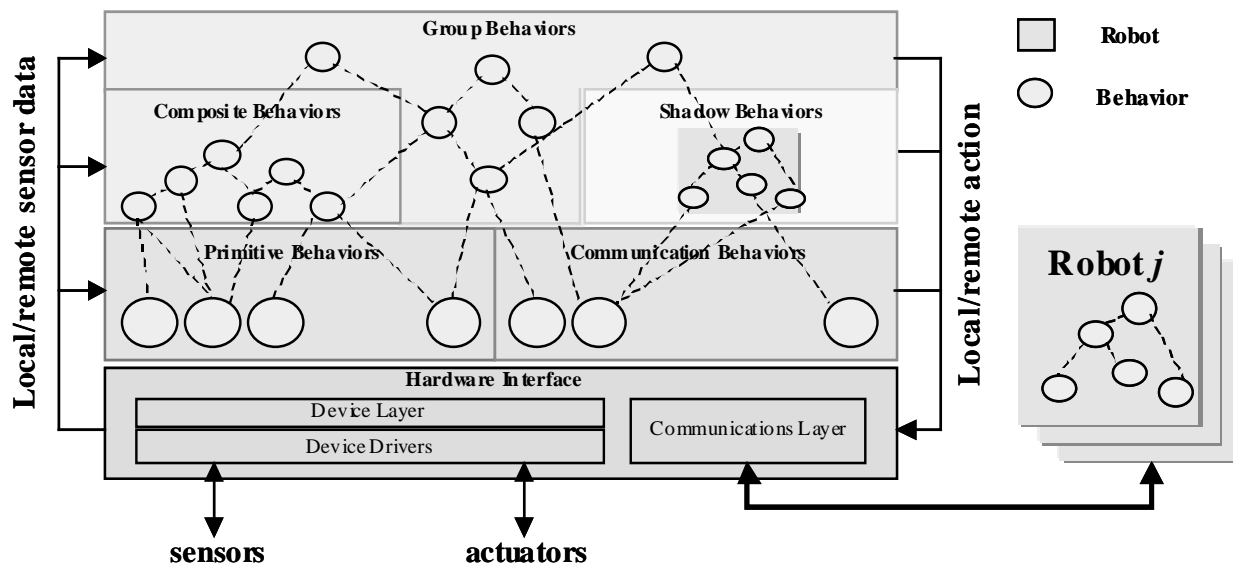 Group Behaviors
Composite Behaviors
Shadow Behaviors
Primitive Behaviors
Communication Behaviors
Hardware Interface
Device Layer
Device Drivers
Communications Layer
sensors
actuators
Local/remote sensor data
Local/remote action
Robot
Behavior
Robot j